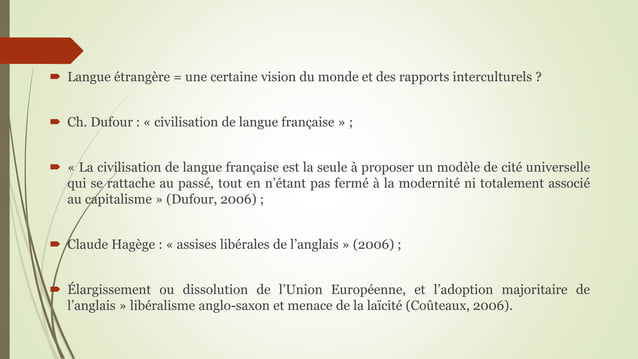 Langue étrangère = une certaine vision du monde et des rapports interculturels ?
Ch. Dufour : « civilisation de langue française » ;
« La civilisation de langue française est la seule à proposer un modèle de cité universelle
qui se rattache au passé, tout en n’étant pas fermé à la modernité ni totalement associé
au capitalisme » (Dufour, 2006) ;
Claude Hagège : « assises libérales de l’anglais » (2006) ;
Élargissement ou dissolution de l’Union Européenne, et l’adoption majoritaire de
l’anglais » libéralisme anglo-saxon et menace de la laïcité (Coûteaux, 2006).